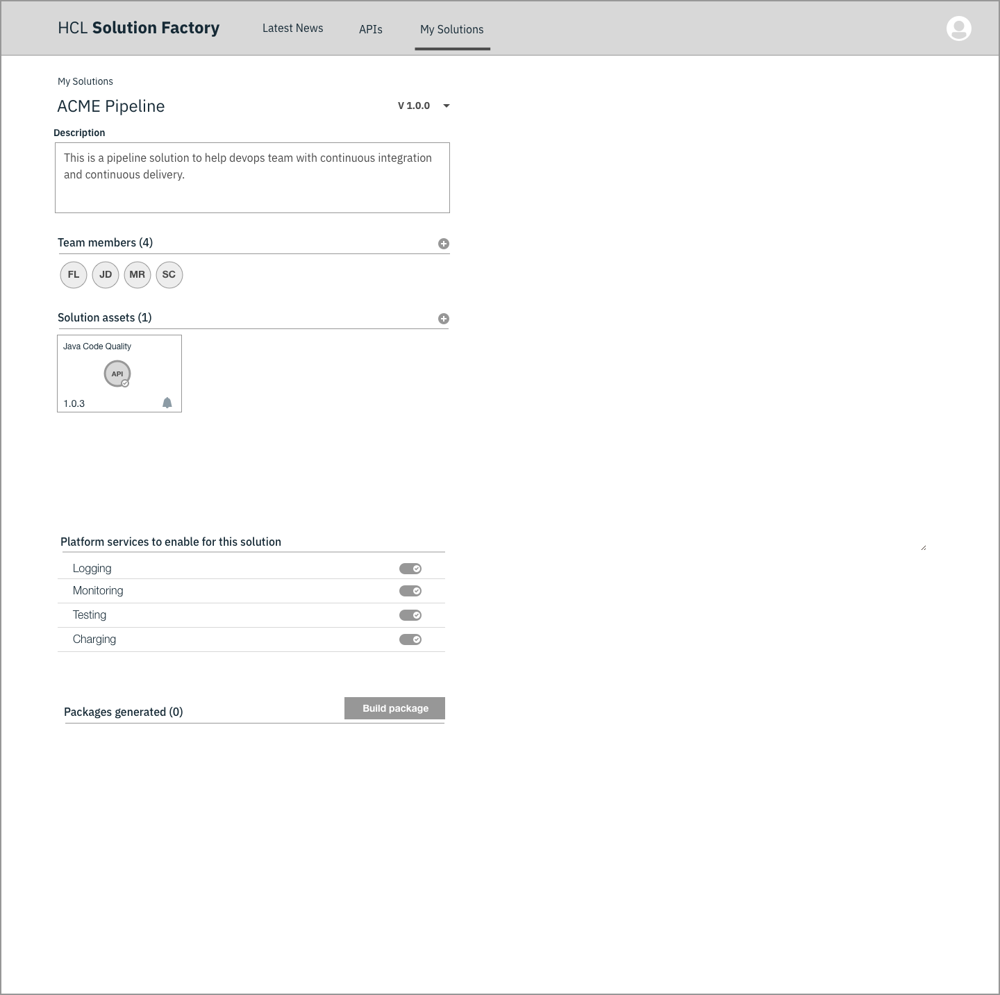 HCL Solution Factory
Latest News
APIs
My Solutions
My Solutions
ACME Pipeline
V 1.0.0
Description
This is a pipeline solution to help devops team with continuous integration
and continuous delivery.
Team members (4)
FL
JD
MR
SC
Solution assets (1)
Java Code Quality
API
1.0.3
Platform services to enable for this solution
Logging
Monitoring
Testing
Charging
Packages generated (0)
Build package